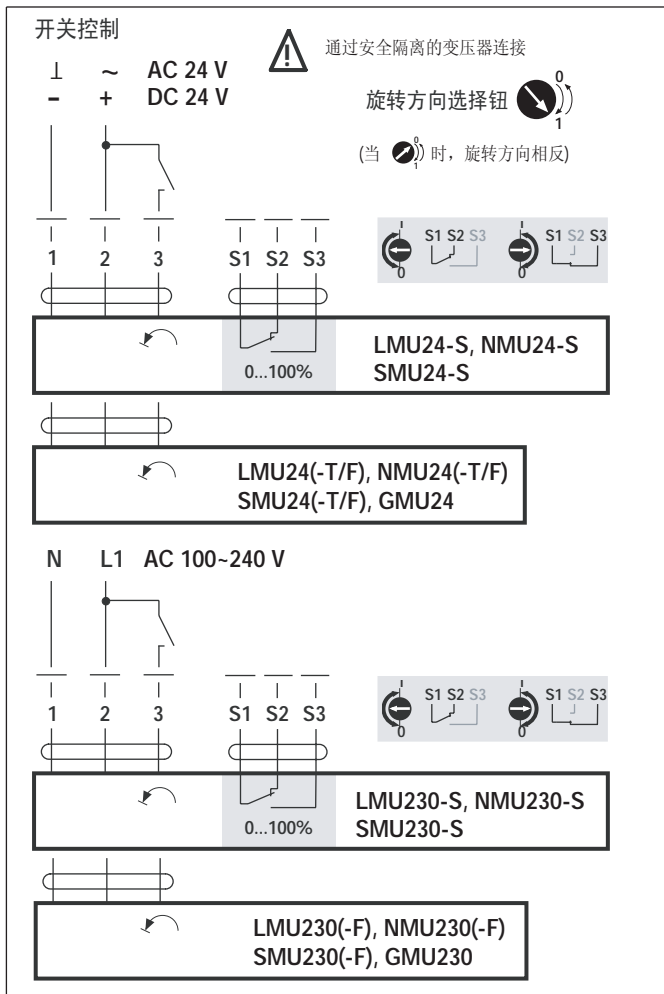 开关控制
通过安全隔离的变压器连接
⊥ ~ AC 24 V
- + DC 24 V
旋转方向选择钮
0
1
(当 0 1 时，旋转方向相反)
1 2 3 S1 S2 S3
I 0 S1 S2 S3 I 0 S1 S2 S3
0...100%
LMU24-S, NMU24-S
SMU24-S
LMU24(-T/F), NMU24(-T/F)
SMU24(-T/F), GMU24
N L1 AC 100~240 V
1 2 3 S1 S2 S3
I 0 S1 S2 S3 I 0 S1 S2 S3
0...100%
LMU230-S, NMU230-S
SMU230-S
LMU230(-F), NMU230(-F)
SMU230(-F), GMU230